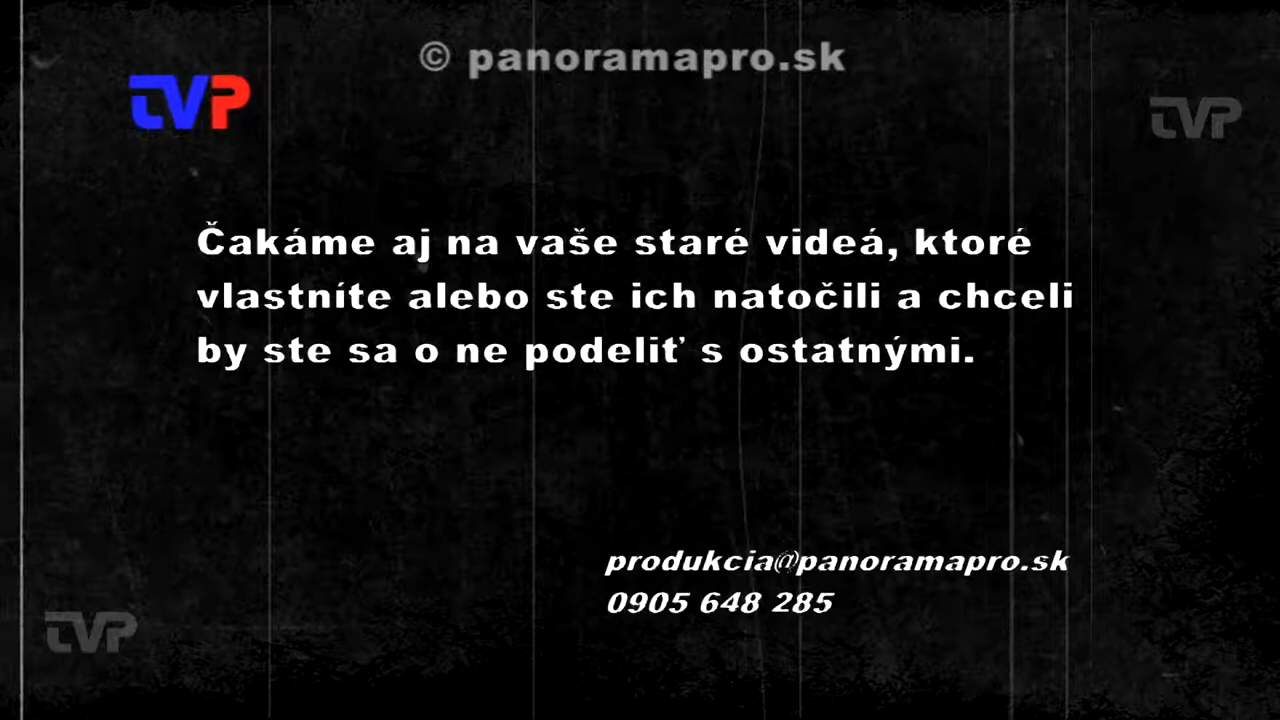 © panoramapro.sk
TVP
TVP
Čakáme aj na vaše staré videá, ktoré
vlastníte alebo ste ich natočili a chceli
by ste sa o ne podeliť s ostatnými.
produkcia@panoramapro.sk
0905 648 285
TVP